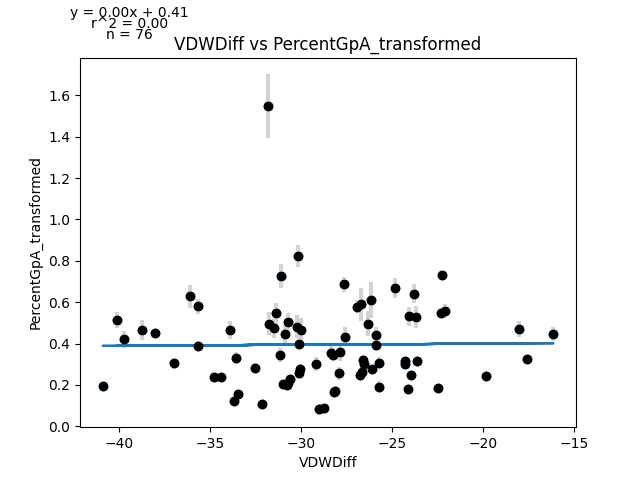 y = 0.00x + 0.41
r^2 = 0.00
n = 76
VDWDiff vs PercentGpA_transformed
1.6
1.4
1.2
1.0
0.8
0.6
0.4
0.2
0.0
PercentGpA_transformed
−40
−35
−30
−25
−20
−15
VDWDiff